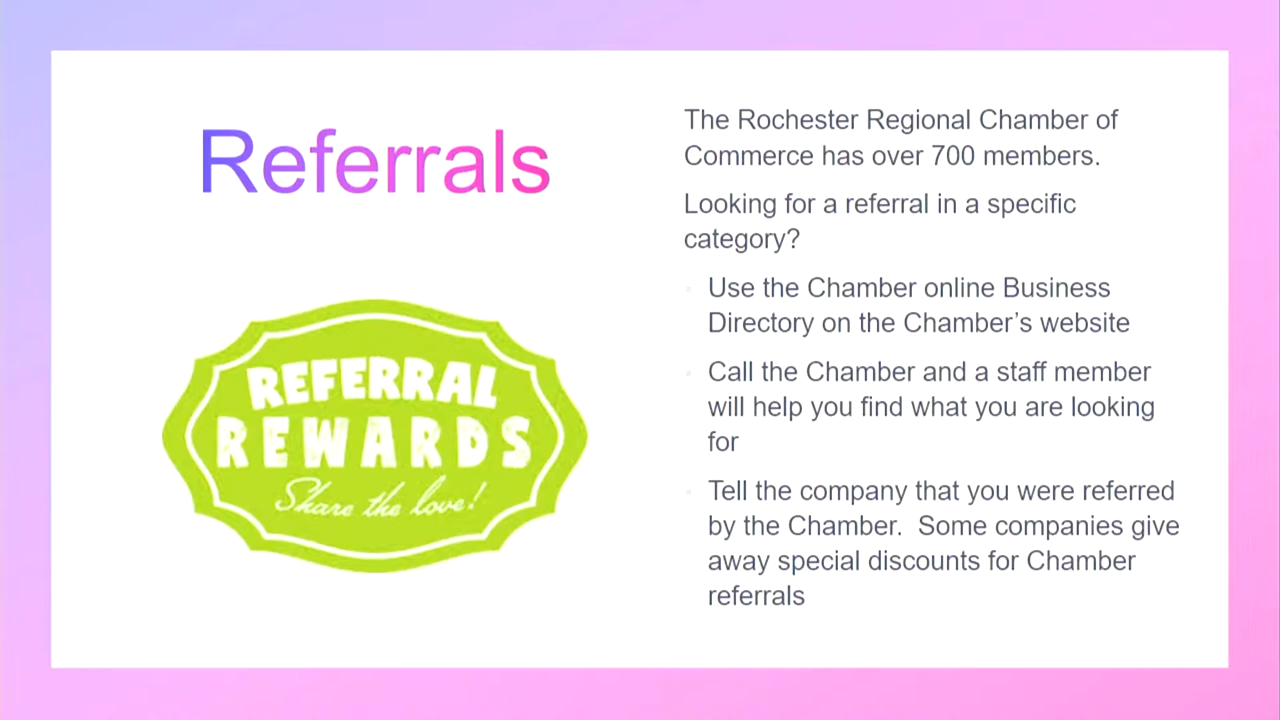 Referrals
REFERRAL
REWARDS
Share the love!
The Rochester Regional Chamber of
Commerce has over 700 members.
Looking for a referral in a specific
category?
Use the Chamber online Business
Directory on the Chamber’s website
Call the Chamber and a staff member
will help you find what you are looking
for
Tell the company that you were referred
by the Chamber.  Some companies give
away special discounts for Chamber
referrals